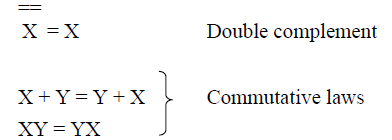 X̿ = X Double complement
X + Y = Y + X Commutative laws
XY = YX